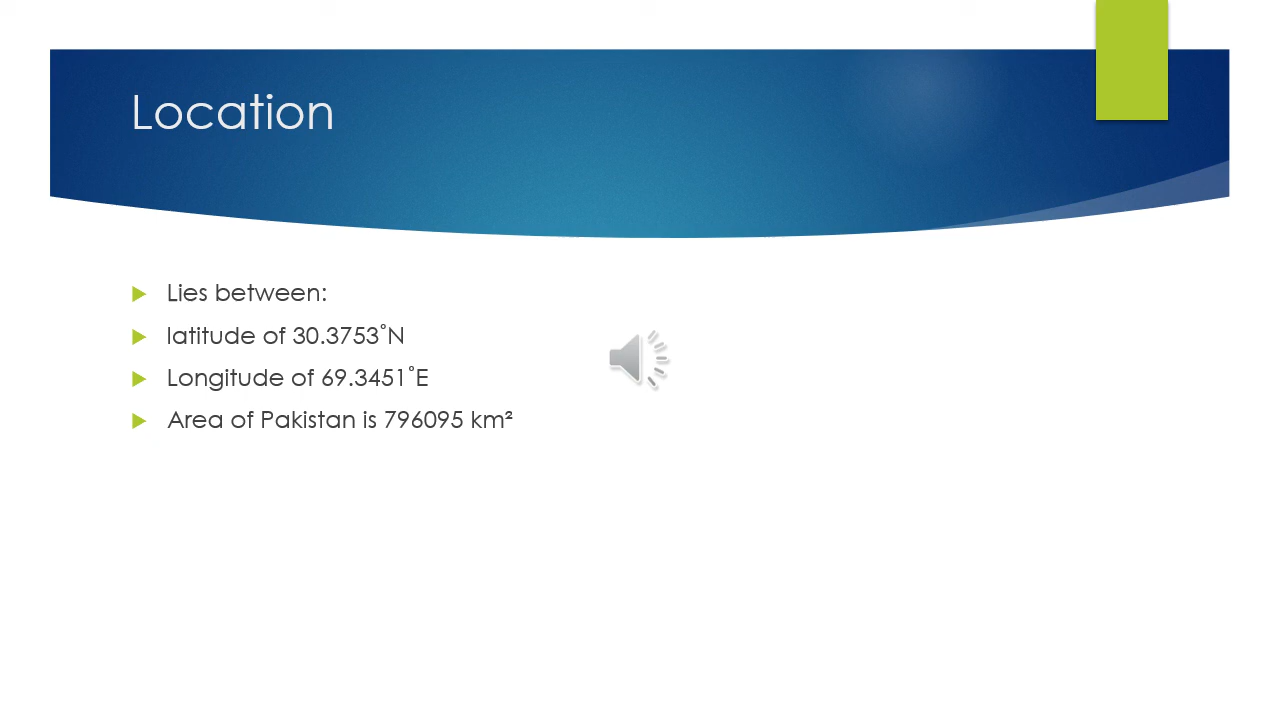 Location
Lies between:
latitude of 30.3753˚N
Longitude of 69.3451˚E
Area of Pakistan is 796095 km²